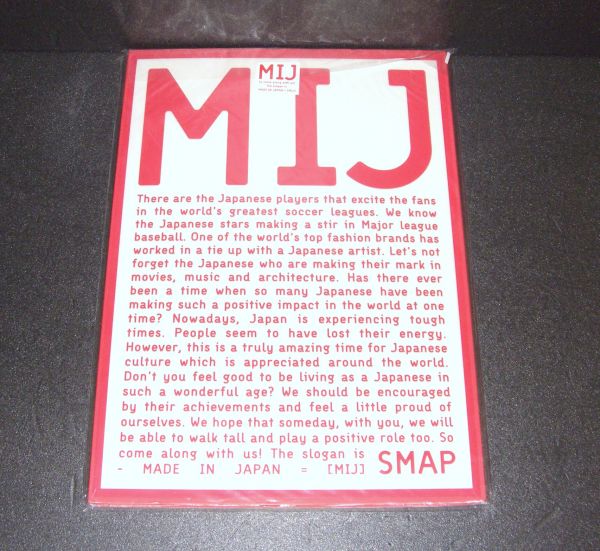 MIJ
MIJ
There are the Japanese players that excite the fans
in the world's greatest soccer leagues. We know
the Japanese stars making a stir in Major league
baseball. One of the world's top fashion brands has
worked in a tie up with a Japanese artist. Let's not
forget the Japanese who are making their mark in
movies, music and architecture. Has there ever
been a time when so many Japanese have been
making such a positive impact in the world at one
time? Nowadays, Japan is experiencing tough
times. People seem to have lost their energy.
However, this is a truly amazing time for Japanese
culture which is appreciated around the world.
Don't you feel good to be living as a Japanese in
such a wonderful age? We should be encouraged
by their achievements and feel a little proud of
ourselves. We hope that someday, with you, we will
be able to walk tall and play a positive role too. So
come along with us! The slogan is
- MADE IN JAPAN = [MIJ] SMAP